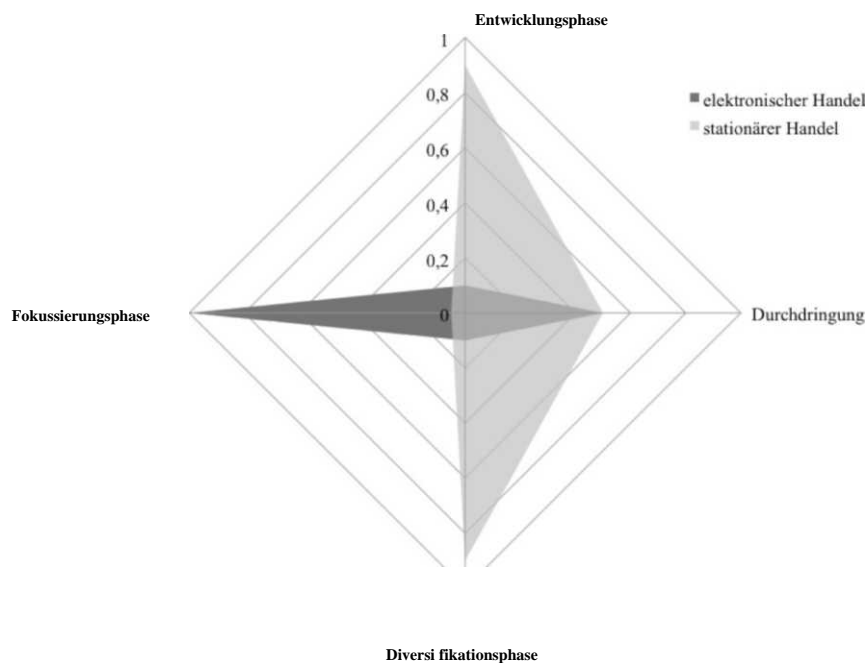 Entwicklungsphase
1
elektronischer Handel
0,8
stationärer Handel
0,6
0,4
0,2
Fokussierungsphase
0
Durchdringung
Diversi fikationsphase